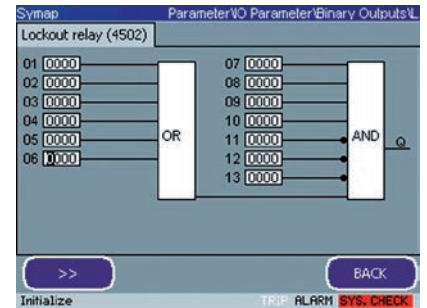 Symap Parameter\IO Parameter\Binary Outputs\L
Lockout relay (4502)
01 0000 07 0000
02 0000 08 0000
03 0000 09 0000
04 0000 10 0000
05 0000 OR 11 0000 AND Q
06 0000 12 0000
13 0000
>> BACK
Initialize TRIP ALARM SYS. CHECK